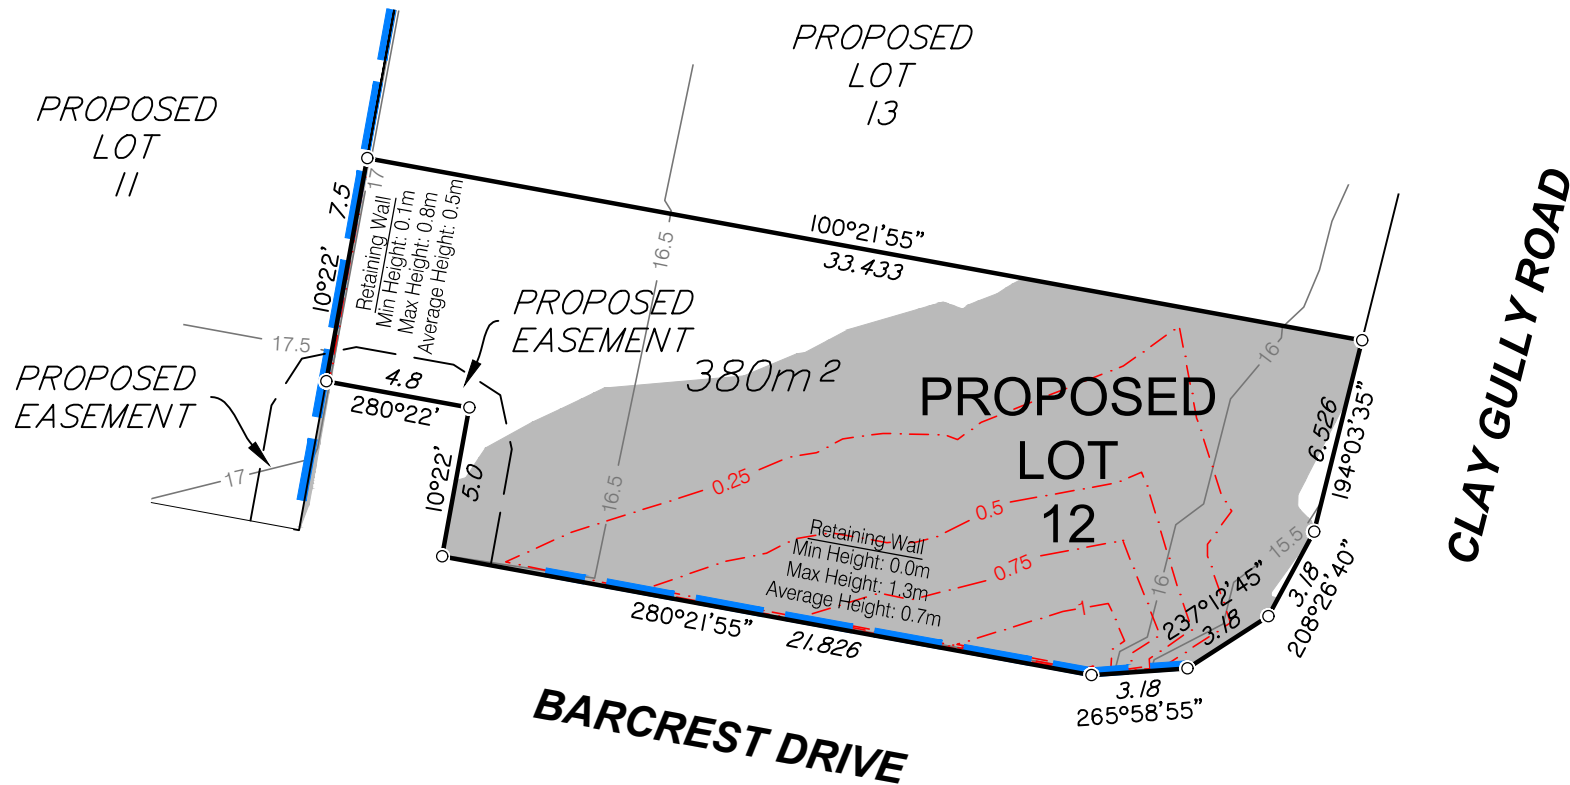 PROPOSED
LOT
13
PROPOSED
LOT
11
7.5
10°22'
17
Retaining Wall
Min Height: 0.1m
Max Height: 0.8m
Average Height: 0.5m
16.5
100°21'55"
33.433
PROPOSED
EASEMENT
17.5
PROPOSED
EASEMENT
4.8
280°22'
380m²
PROPOSED
LOT
12
16
6.526
194°03'35"
CLAY GULLY ROAD
17
10°22'
5.0
16.5
0.25
0.5
0.75
1
Retaining Wall
Min Height: 0.0m
Max Height: 1.3m
Average Height: 0.7m
15.5
16
237°12'45"
3.18
3.18
208°26'40"
280°21'55"
21.826
3.18
265°58'55"
BARCREST DRIVE